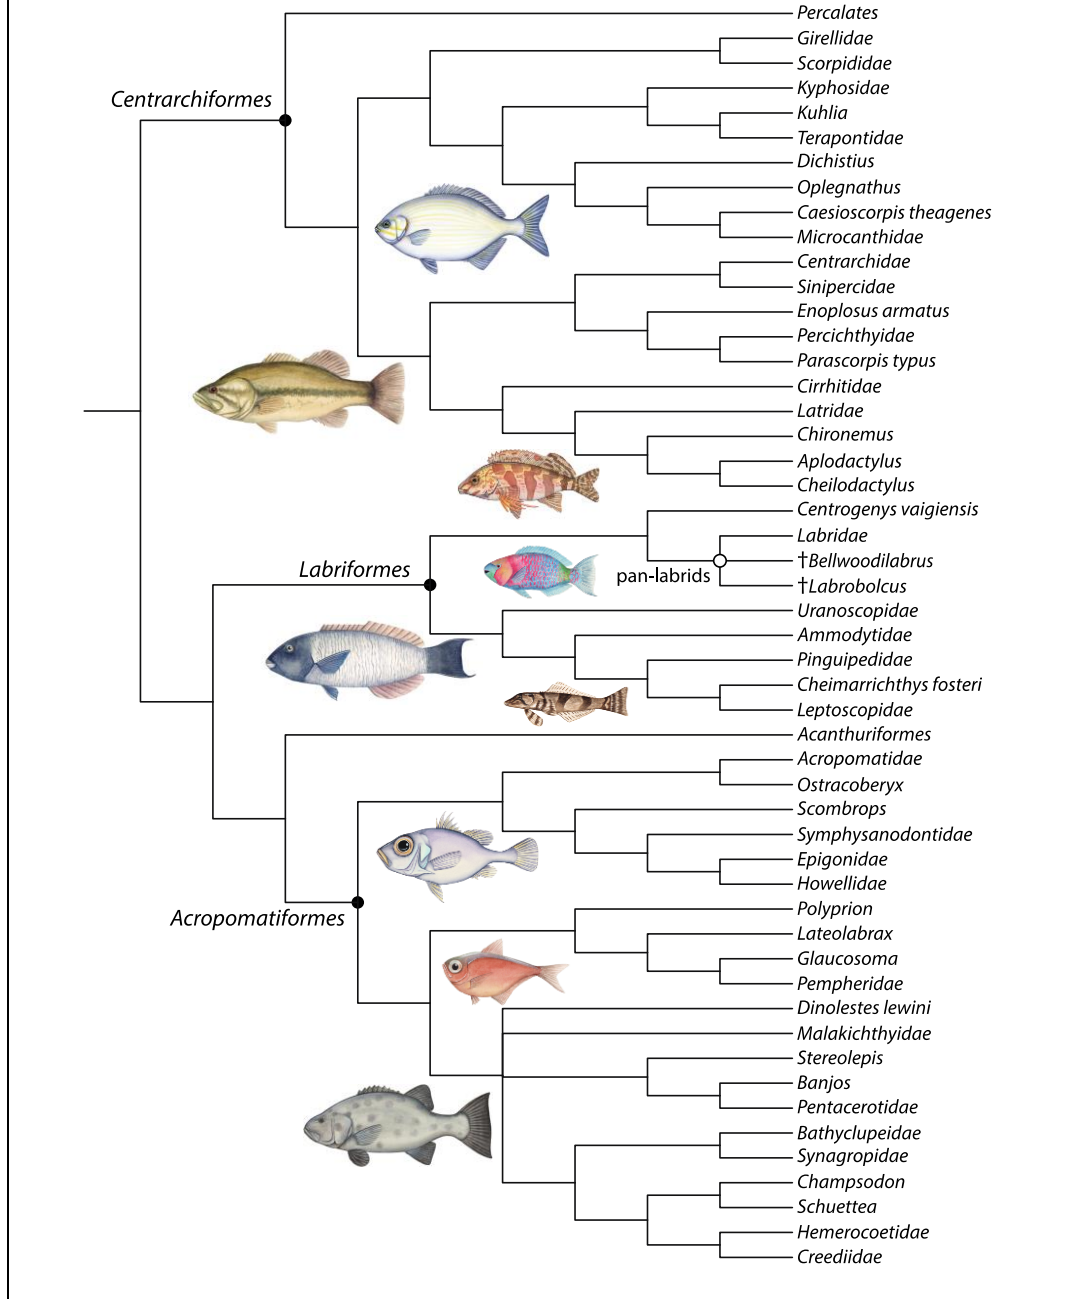 Percalates
Girellidae
Scorpididae
Kyphosidae
Centrarchiformes
Kuhlia
Terapontidae
Dichistius
Oplegnathus
Caesioscorpis theagenes
Microcanthidae
Centrarchidae
Sinipercidae
Enoplosus armatus
Percichthyidae
Parascorpis typus
Cirrhitidae
Latridae
Chironemus
Aplodactylus
Cheilodactylus
Centrogenys vaigiensis
Labridae
†Bellwoodilabrus
Labriformes
pan-labrids
†Labrobolcus
Uranoscopidae
Ammodytidae
Pinguipedidae
Cheimarrichthys fosteri
Leptoscopidae
Acanthuriformes
Acropomatidae
Ostracoberyx
Scombrops
Symphysanodontidae
Epigonidae
Howellidae
Polyprion
Acropomatiformes
Lateolabrax
Glaucosoma
Pempheridae
Dinolestes lewini
Malakichthyidae
Stereolepis
Banjos
Pentacerotidae
Bathyclupeidae
Synagropidae
Champsodon
Schuettea
Hemerocoetidae
Creediidae